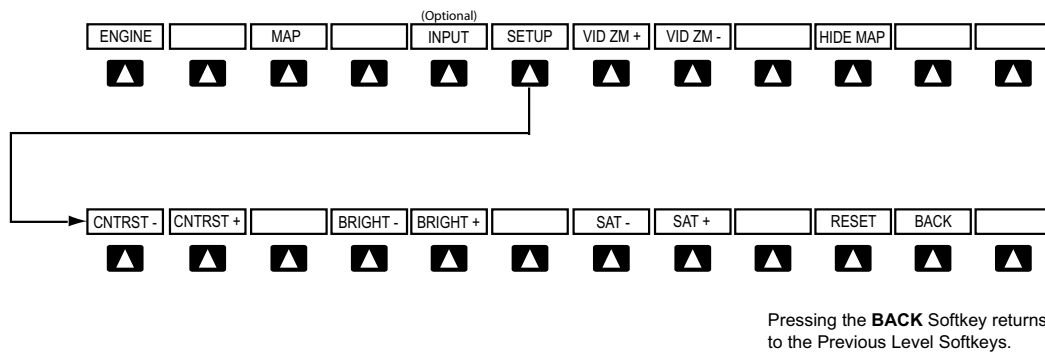 (Optional)
ENGINE MAP INPUT SETUP VID ZM + VID ZM - HIDE MAP
CNTRST - CNTRST + BRIGHT - BRIGHT + SAT - SAT + RESET BACK
Pressing the BACK Softkey returns
to the Previous Level Softkeys.